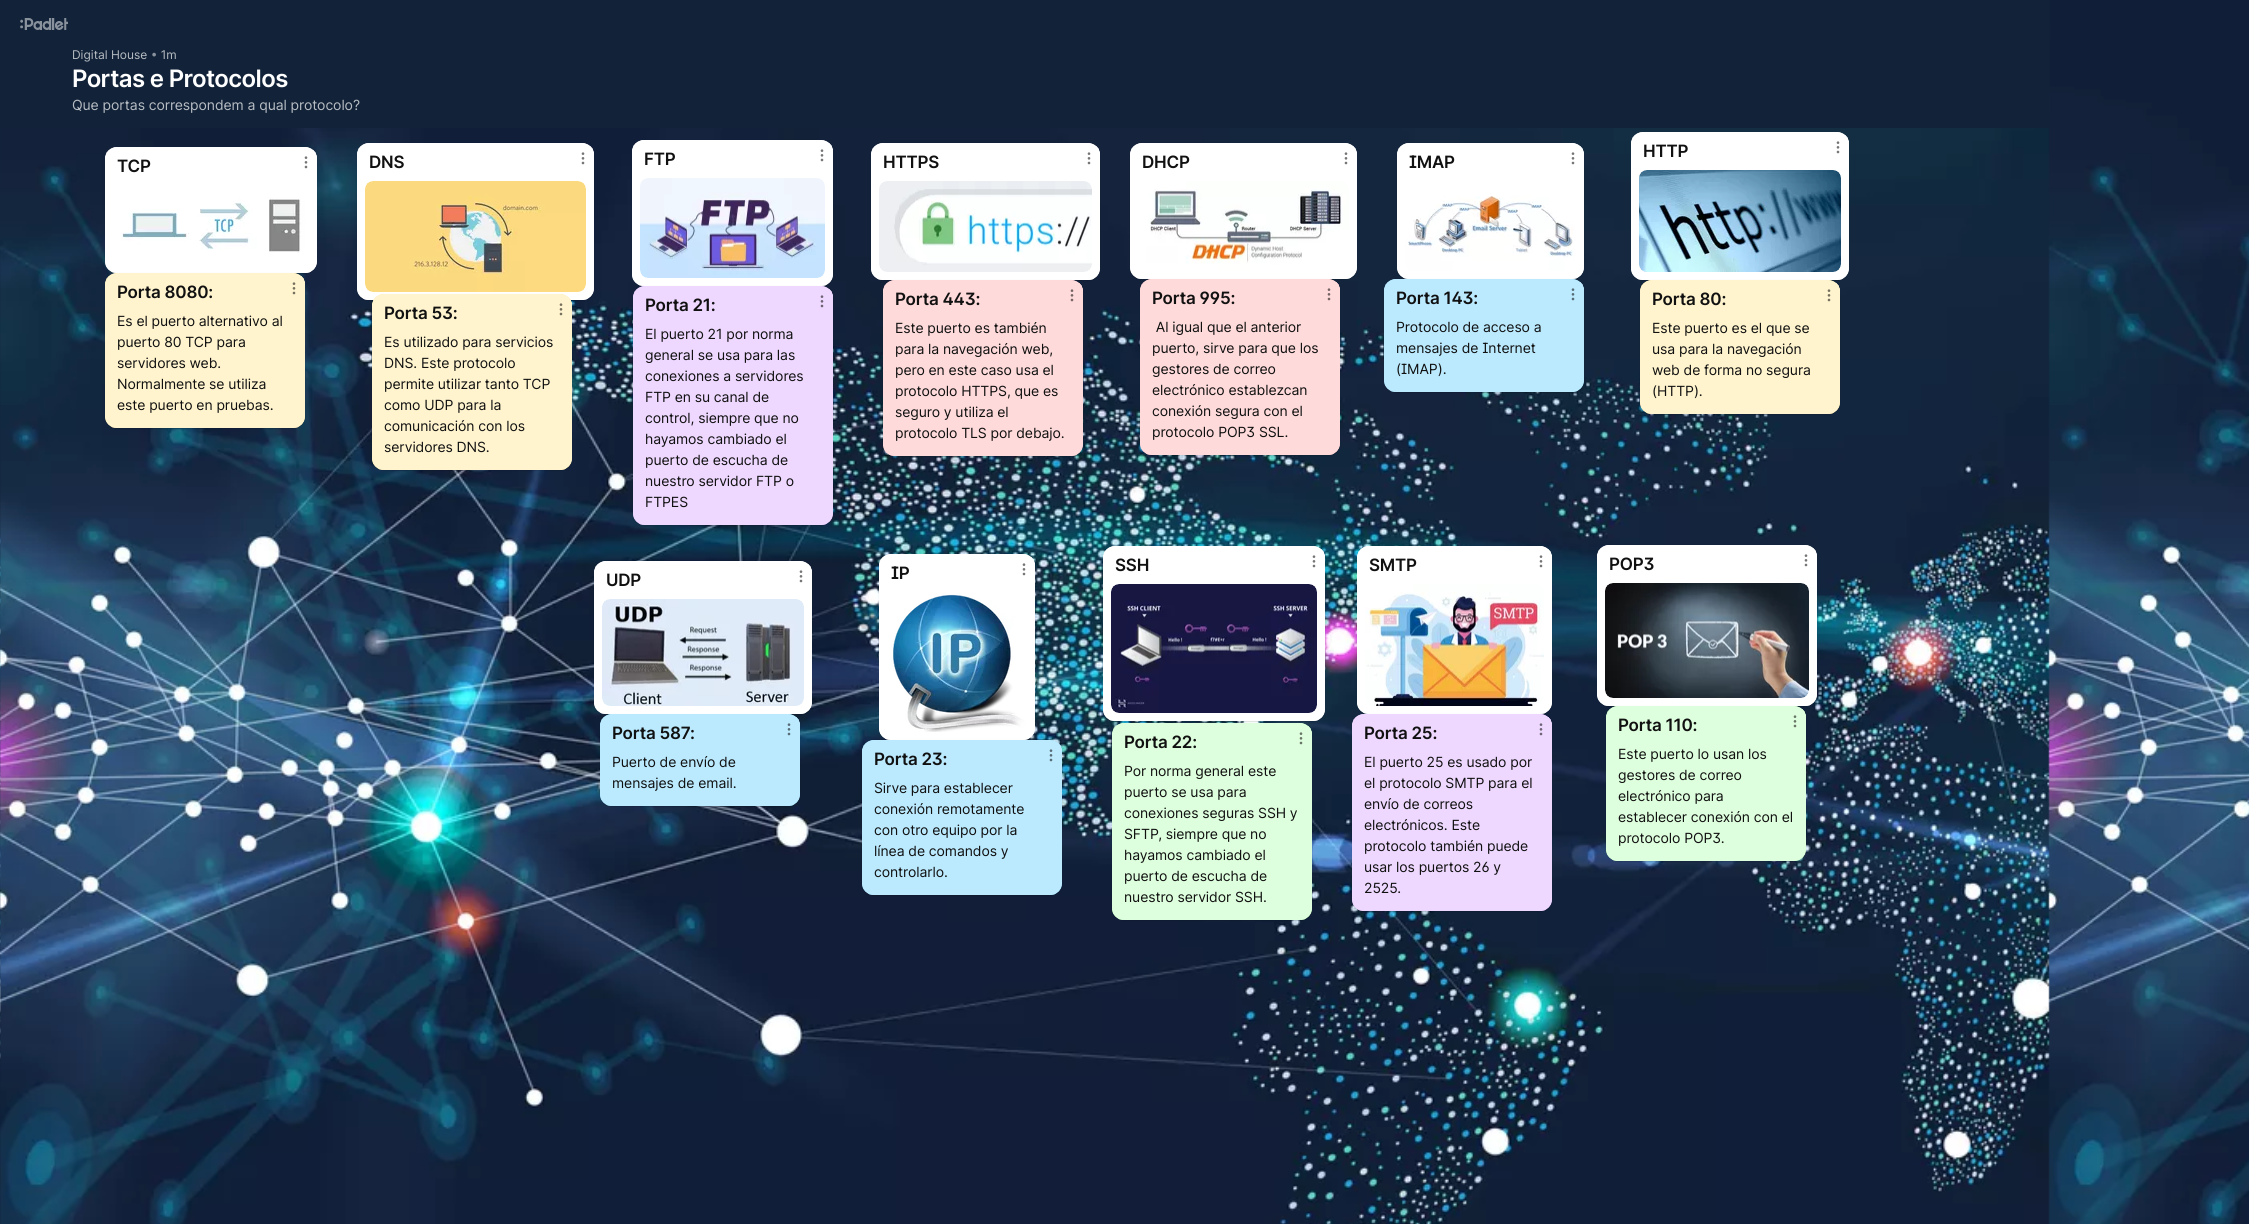 :Padlet
Digital House • 1m
Portas e Protocolos
Que portas correspondem a qual protocolo?
TCP
TCP
Porta 8080:
Es el puerto alternativo al
puerto 80 TCP para
servidores web.
Normalmente se utiliza
este puerto en pruebas.
DNS
domain.com
216.3.128.12
Porta 53:
Es utilizado para servicios
DNS. Este protocolo
permite utilizar tanto TCP
como UDP para la
comunicación con los
servidores DNS.
FTP
FTP
Porta 21:
El puerto 21 por norma
general se usa para las
conexiones a servidores
FTP en su canal de
control, siempre que no
hayamos cambiado el
puerto de escucha de
nuestro servidor FTP o
FTPES
HTTPS
https://
Porta 443:
Este puerto es también
para la navegación web,
pero en este caso usa el
protocolo HTTPS, que es
seguro y utiliza el
protocolo TLS por debajo.
DHCP
DHCP Client
Router
DHCP Server
DHCP
Dynamic Host
Configuration Protocol
Porta 995:
Al igual que el anterior
puerto, sirve para que los
gestores de correo
electrónico establezcan
conexión segura con el
protocolo POP3 SSL.
IMAP
Email Server
Porta 143:
Protocolo de acceso a
mensajes de Internet
(IMAP).
HTTP
http://www
Porta 80:
Este puerto es el que se
usa para la navegación
web de forma no segura
(HTTP).
UDP
UDP
Request
Response
Response
Client
Server
Porta 587:
Puerto de envío de
mensajes de email.
IP
IP
Porta 23:
Sirve para establecer
conexión remotamente
con otro equipo por la
línea de comandos y
controlarlo.
SSH
SSH CLIENT
SSH SERVER
Hello !
Hello !
Porta 22:
Por norma general este
puerto se usa para
conexiones seguras SSH y
SFTP, siempre que no
hayamos cambiado el
puerto de escucha de
nuestro servidor SSH.
SMTP
SMTP
Porta 25:
El puerto 25 es usado por
el protocolo SMTP para el
envío de correos
electrónicos. Este
protocolo también puede
usar los puertos 26 y
2525.
POP3
POP 3
Porta 110:
Este puerto lo usan los
gestores de correo
electrónico para
establecer conexión con el
protocolo POP3.